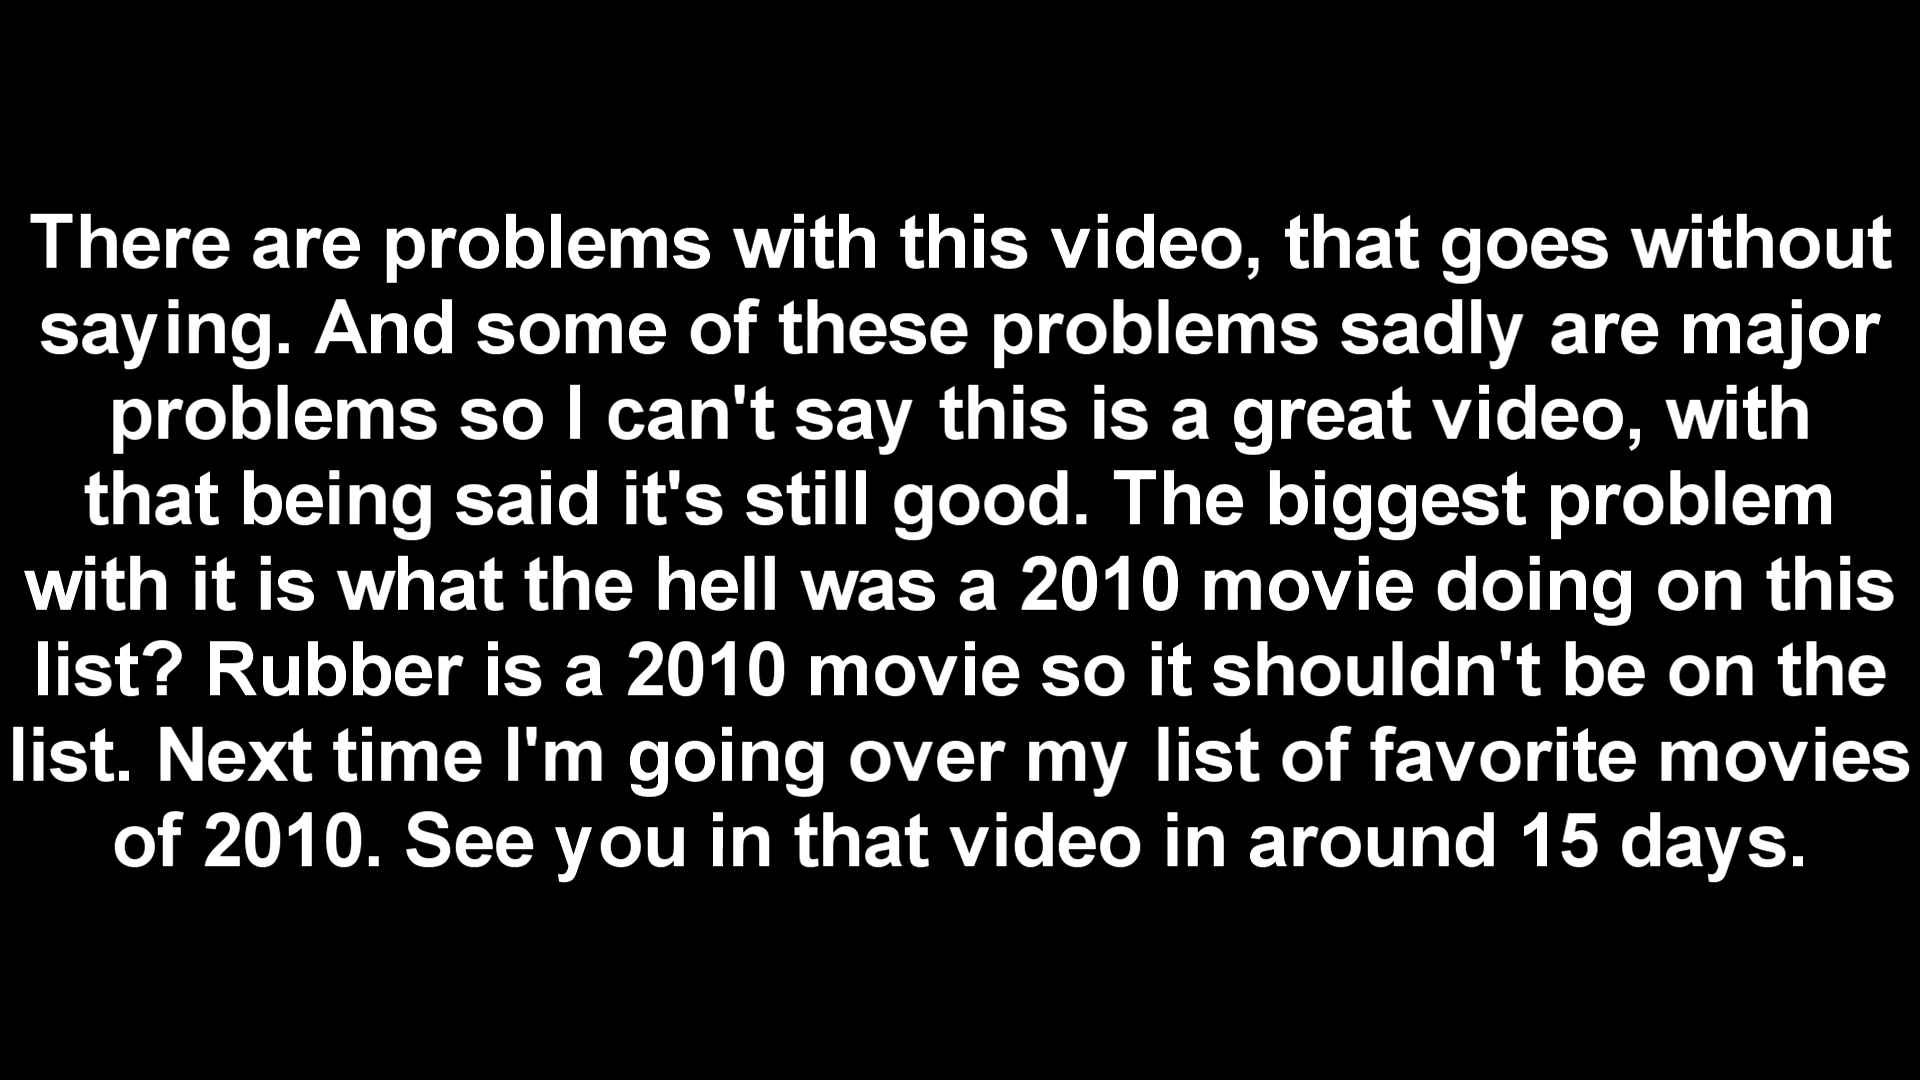 There are problems with this video, that goes without
saying. And some of these problems sadly are major
problems so I can't say this is a great video, with
that being said it's still good. The biggest problem
with it is what the hell was a 2010 movie doing on this
list? Rubber is a 2010 movie so it shouldn't be on the
list. Next time I'm going over my list of favorite movies
of 2010. See you in that video in around 15 days.